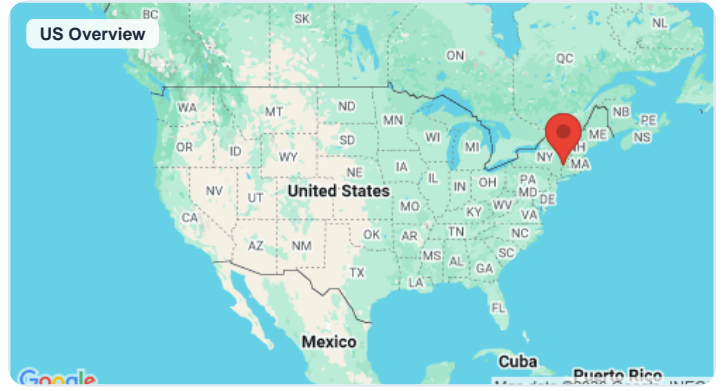 US Overview
BC
SK
NL
ON
QC
NB
PE
NS
WA
MT
ND
MN
ME
NH
OR
ID
WY
SD
WI
MI
NY
MA
NV
UT
NE
IA
IL
IN
OH
PA
MD
DE
United States
CA
MO
KY
WV
VA
AZ
NM
OK
AR
TN
NC
TX
MS
AL
GA
SC
LA
FL
Mexico
Cuba
Puerto Rico
Google